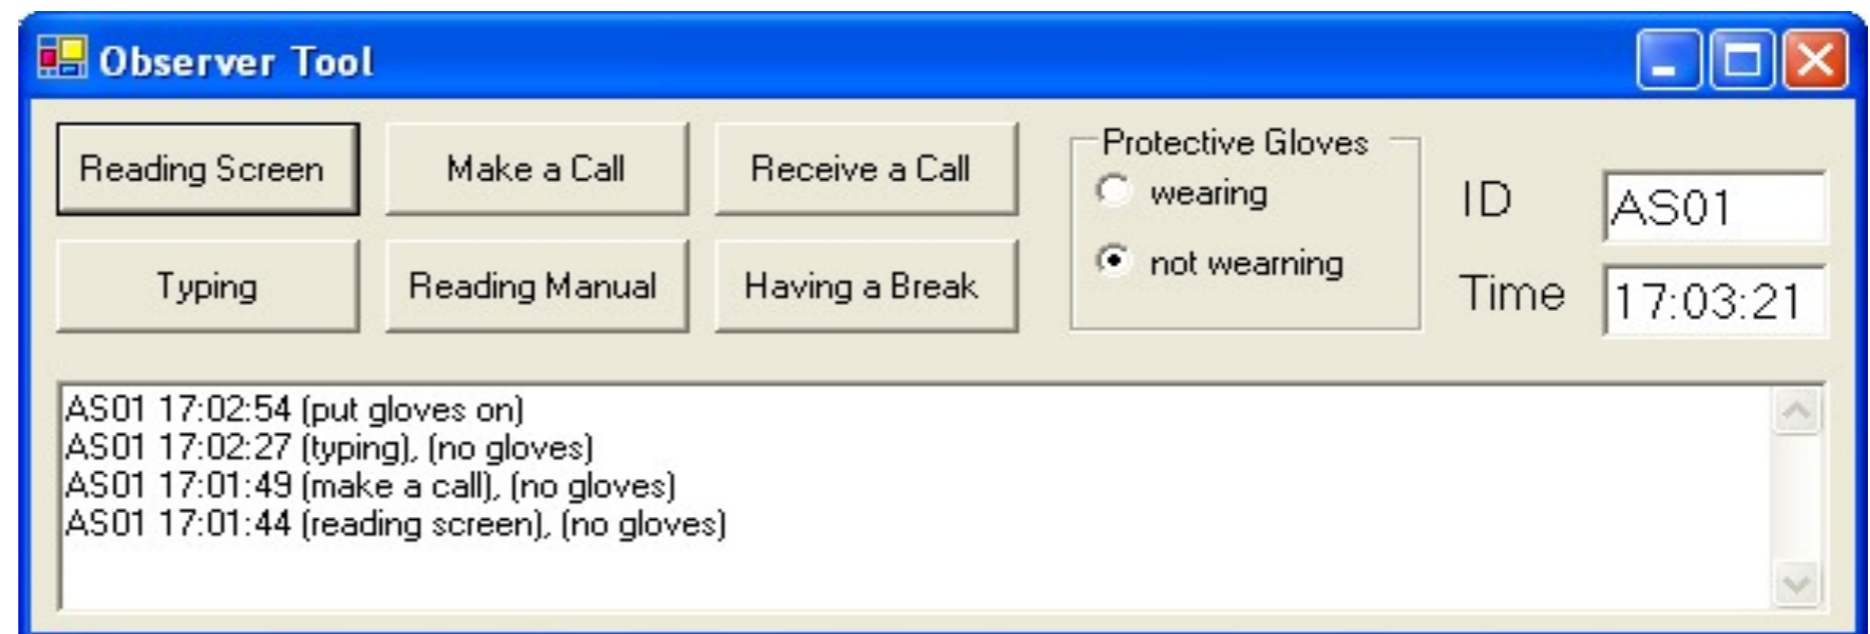 Observer Tool
Reading Screen Make a Call Receive a Call
Typing Reading Manual Having a Break
Protective Gloves
wearing
not wearning
ID AS01
Time 17:03:21
AS01 17:02:54 (put gloves on)
AS01 17:02:27 (typing), (no gloves)
AS01 17:01:49 (make a call), (no gloves)
AS01 17:01:44 (reading screen), (no gloves)